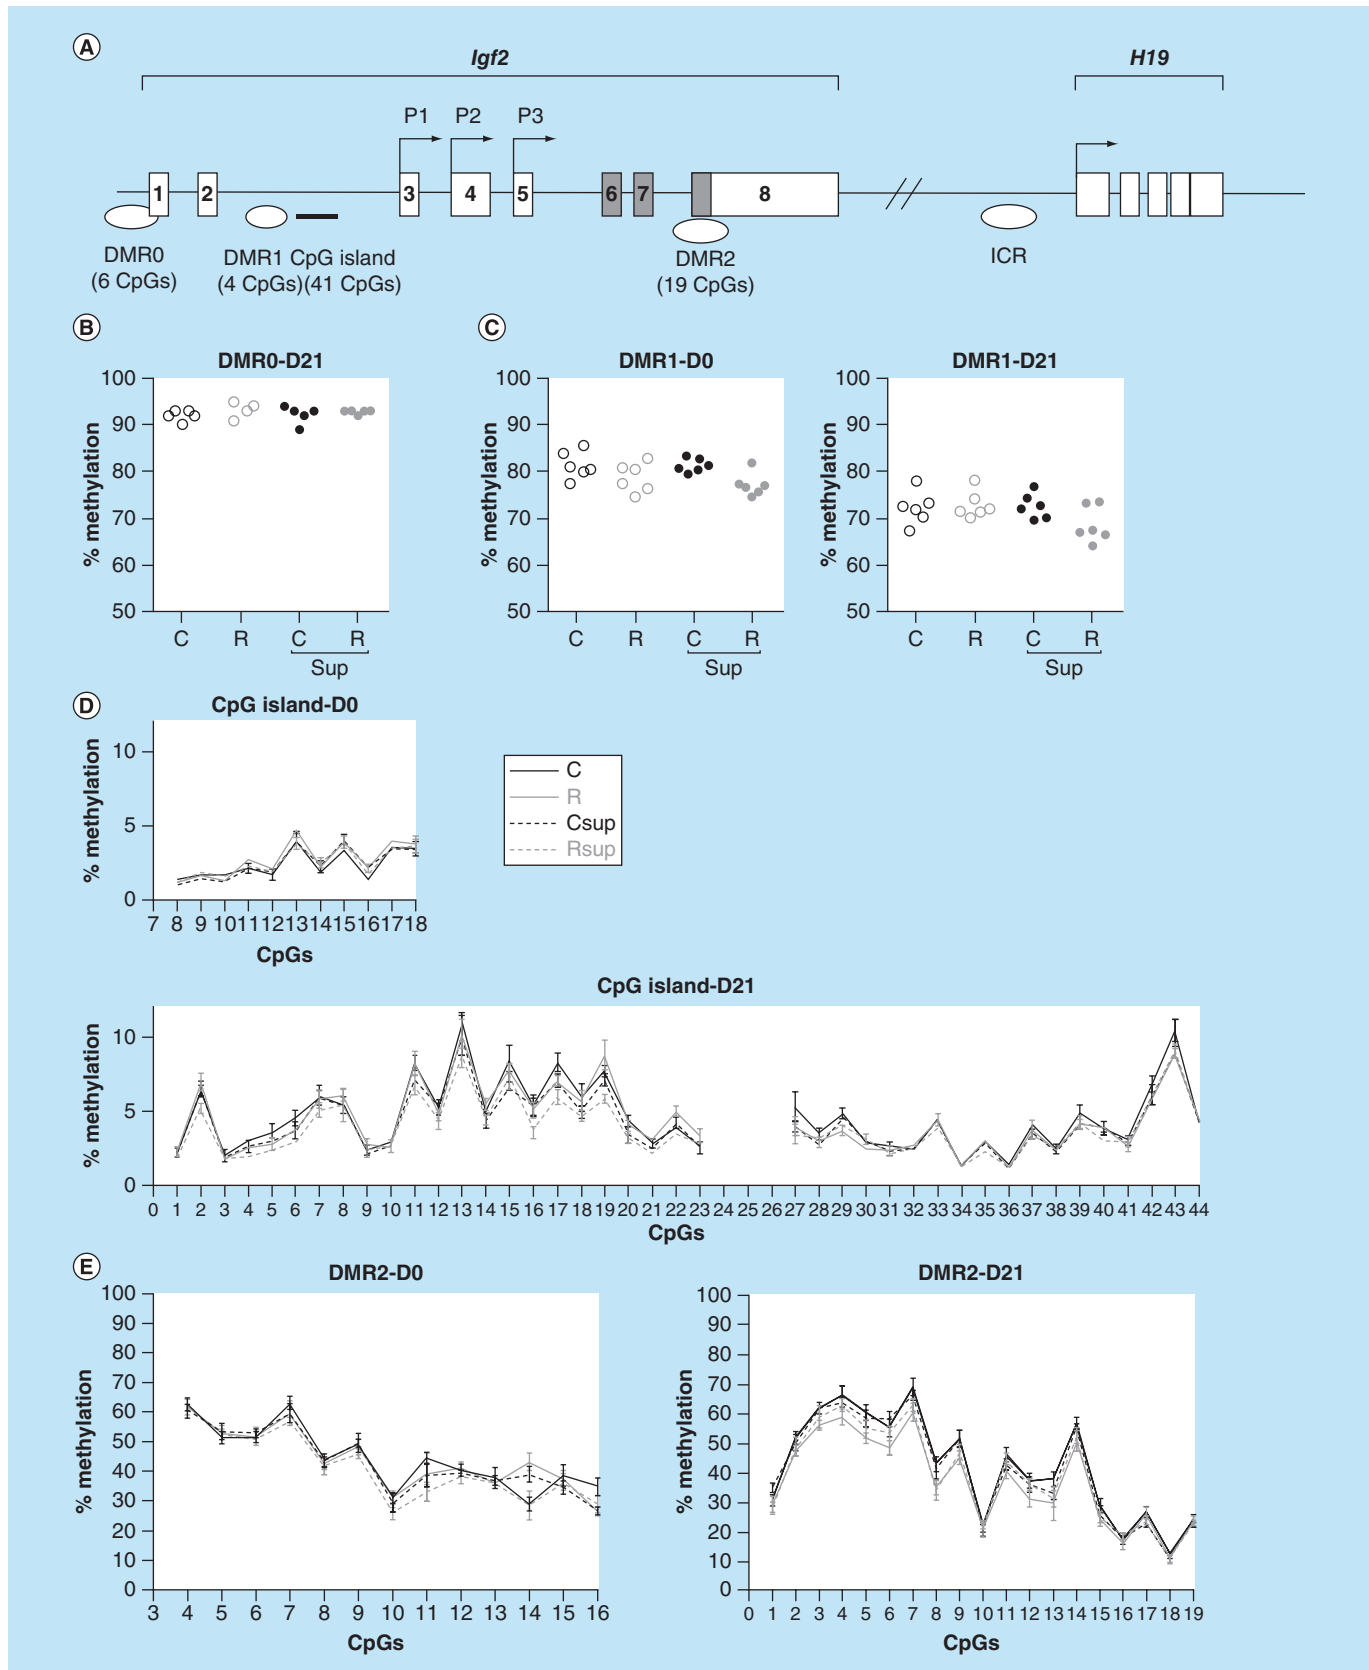 A
Igf2
H19
P1 P2 P3
1 2 3 4 5 6 7 8
DMR0
(6 CpGs)
DMR1 CpG island
(4 CpGs)(41 CpGs)
DMR2
(19 CpGs)
ICR
B
DMR0-D21
% methylation
100
90
80
70
60
50
C R C R
Sup
C
DMR1-D0
% methylation
100
90
80
70
60
50
C R C R
Sup
DMR1-D21
% methylation
100
90
80
70
60
50
C R C R
Sup
D
CpG island-D0
% methylation
10
5
0
7 8 9 10 11 12 13 14 15 16 17 18
CpGs
C
R
Csup
Rsup
CpG island-D21
% methylation
10
5
0
0 1 2 3 4 5 6 7 8 9 10 11 12 13 14 15 16 17 18 19 20 21 22 23 24 25 26 27 28 29 30 31 32 33 34 35 36 37 38 39 40 41 42 43 44
CpGs
E
DMR2-D0
% methylation
100
90
80
70
60
50
40
30
20
10
0
3 4 5 6 7 8 9 10 11 12 13 14 15 16
CpGs
DMR2-D21
% methylation
100
90
80
70
60
50
40
30
20
10
0
0 1 2 3 4 5 6 7 8 9 10 11 12 13 14 15 16 17 18 19
CpGs